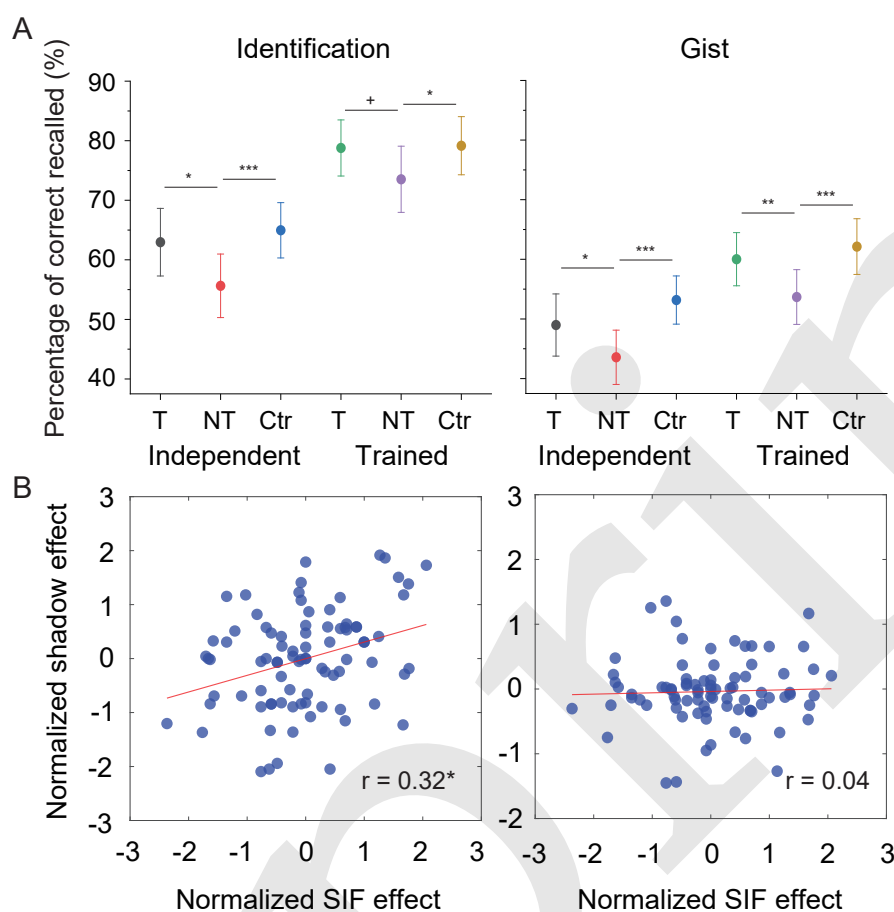 A
Identification
Gist
Percentage of correct recalled (%)
90
80
70
60
50
40
* *** + *
* *** ** ***
T NT Ctr T NT Ctr
T NT Ctr T NT Ctr
Independent Trained
Independent Trained
B
Normalized shadow effect
3
2
1
0
-1
-2
-3
r = 0.32*
-3 -2 -1 0 1 2 3
Normalized SIF effect
3
2
1
0
-1
-2
r = 0.04
-3 -2 -1 0 1 2 3
Normalized SIF effect